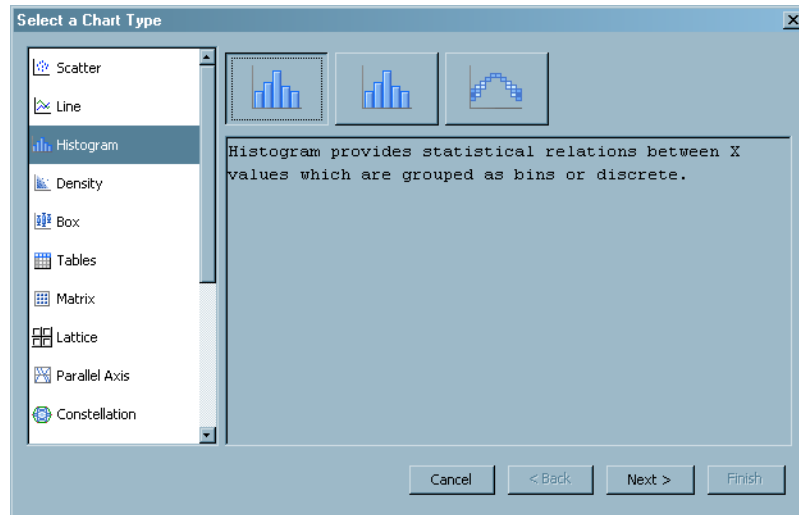 Select a Chart Type
Scatter
Line
Histogram
Density
Box
Tables
Matrix
Lattice
Parallel Axis
Constellation
Histogram provides statistical relations between X
values which are grouped as bins or discrete.
Cancel
< Back
Next >
Finish